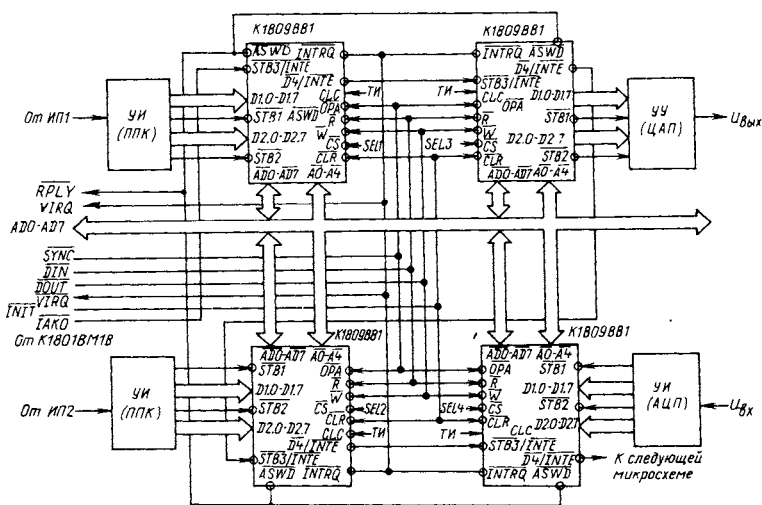 К1809ВВ1
К1809ВВ1
ASWD INTRQ
STB3/INTE
D4/INTE
D1.0-D1.7
CLC
OPA
STB1 ASWD
R
W
D2.0-D2.7
CS
STB2
CLR
AD0-AD7 A0-A4
ТИ
SEL1
INTRQ ASWD
D4/INTE
STB3/INTE
CLC D1.0-D1.7
OPA
STB1
R
W
D2.0-D2.7
CS
STB2
CLR
AD0-AD7 A0-A4
ТИ
SEL3
От ИП1
УИ
(ППК)
УУ
(ЦАП)
Uвых
RPLY
VIRQ
AD0-AD7
SYNC
DIN
DOUT
VIRQ
INIT
IAKO
От К1801ВМ1В
К1809ВВ1
К1809ВВ1
AD0-AD7 A0-A4
STB1
OPA
D1.0-D1.7
R
W
STB2
CS
D2.0-D2.7
CLR
CLC
D4/INTE
STB3/INTE
ASWD INTRQ
SEL2
ТИ
AD0-AD7 A0-A4
OPA
STB1
R
D1.0-D1.7
W
STB2
CS
CLR
D2.0-D2.7
CLC
STB3/INTE
D4/INTE
INTRQ ASWD
SEL4
ТИ
От ИП2
УИ
(ППК)
УИ
(АЦП)
Uвх
К следующей
микросхеме